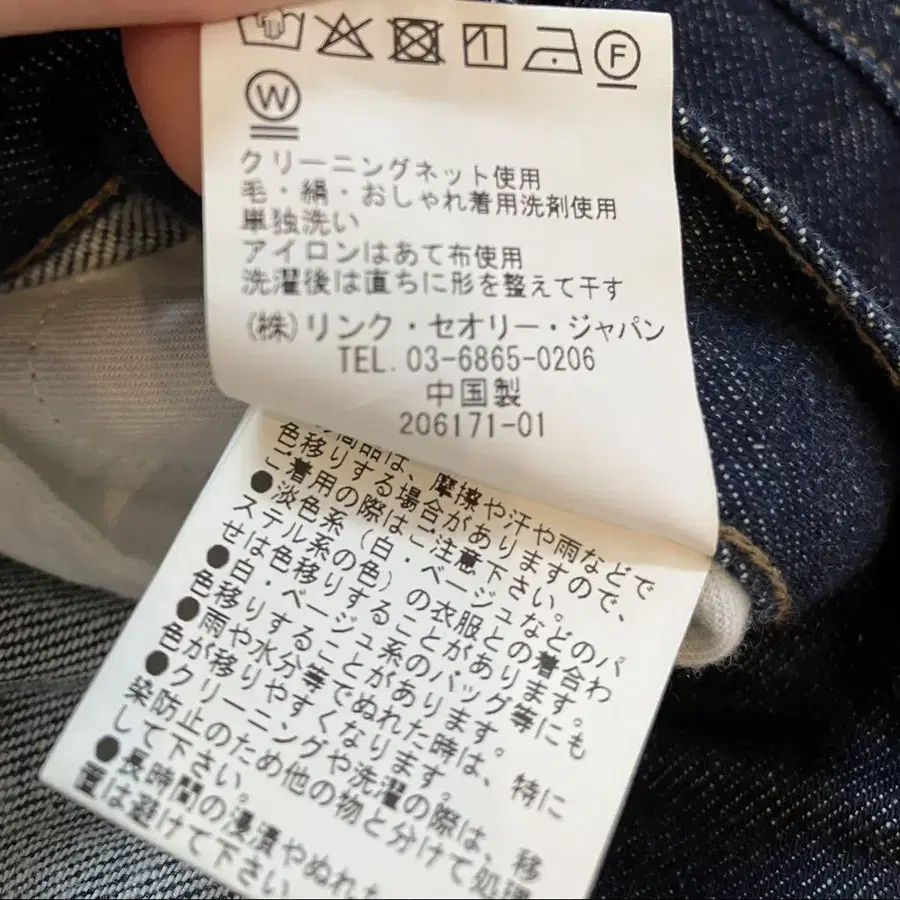 F
W
クリーニングネット使用
毛・絹・おしゃれ着用洗剤使用
単独洗い
アイロンはあて布使用
洗濯後は直ちに形を整えて干す
(株)リンク・セオリー・ジャパン
TEL. 03-6865-0206
中国製
206171-01
商品は、摩擦や汗や雨などで
色移りする場合がありますので、
ご着用の際はご注意下さい。
●淡色系(白・ベージュなどのパ
ステル系の色)の衣服との着合わ
せは色移りすることがあります。
●白・ベージュ系のバッグ等にも
色移りすることがあります。
●雨や水分等でぬれた時は、特に
色が移りやすくなります。
●クリーニングや洗濯の際は、移
染防止のため他の物と分けて処理
して下さい。
●長時間の浸漬やぬれた
置は避けて下さい